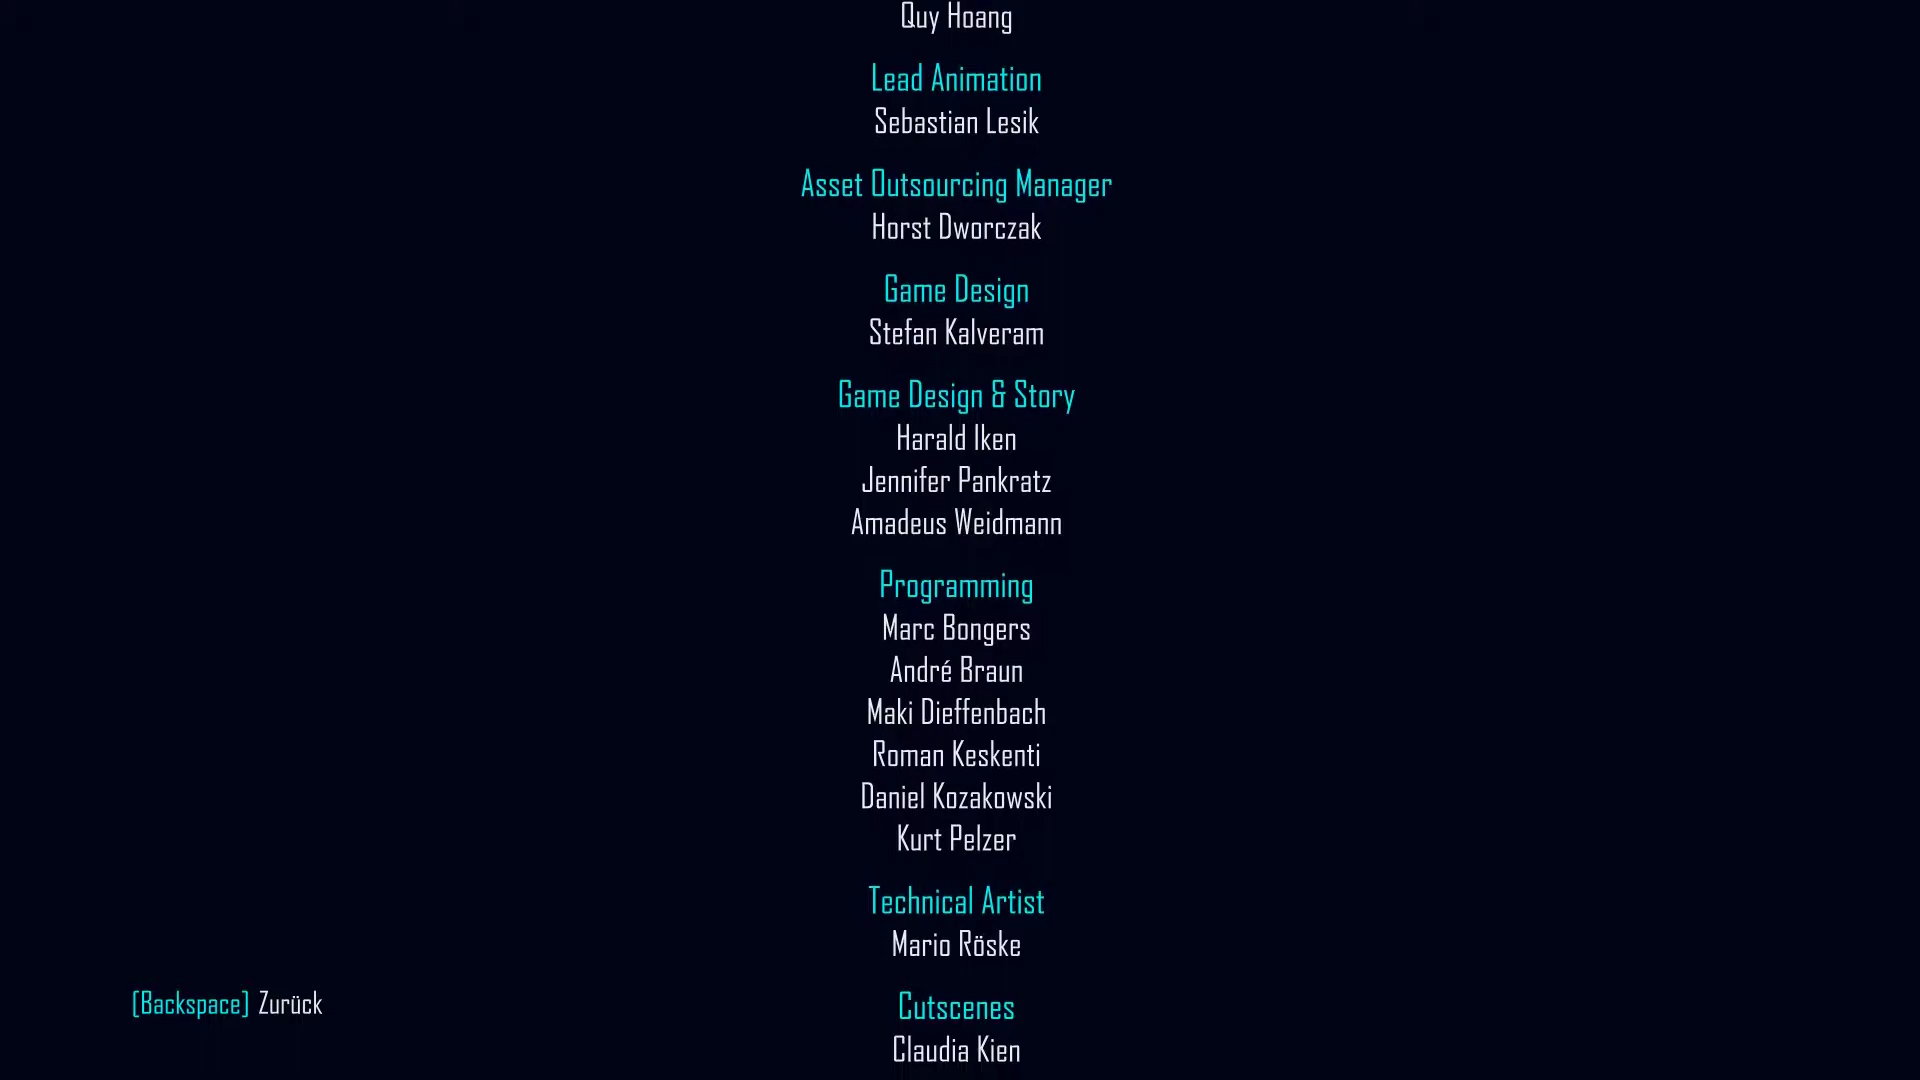 Quy Hoang
Lead Animation
Sebastian Lesik
Asset Outsourcing Manager
Horst Dworczak
Game Design
Stefan Kalveram
Game Design & Story
Harald Iken
Jennifer Pankratz
Amadeus Weidmann
Programming
Marc Bongers
André Braun
Maki Dieffenbach
Roman Keskenti
Daniel Kozakowski
Kurt Pelzer
Technical Artist
Mario Röske
[Backspace] Zurück
Cutscenes
Claudia Kien